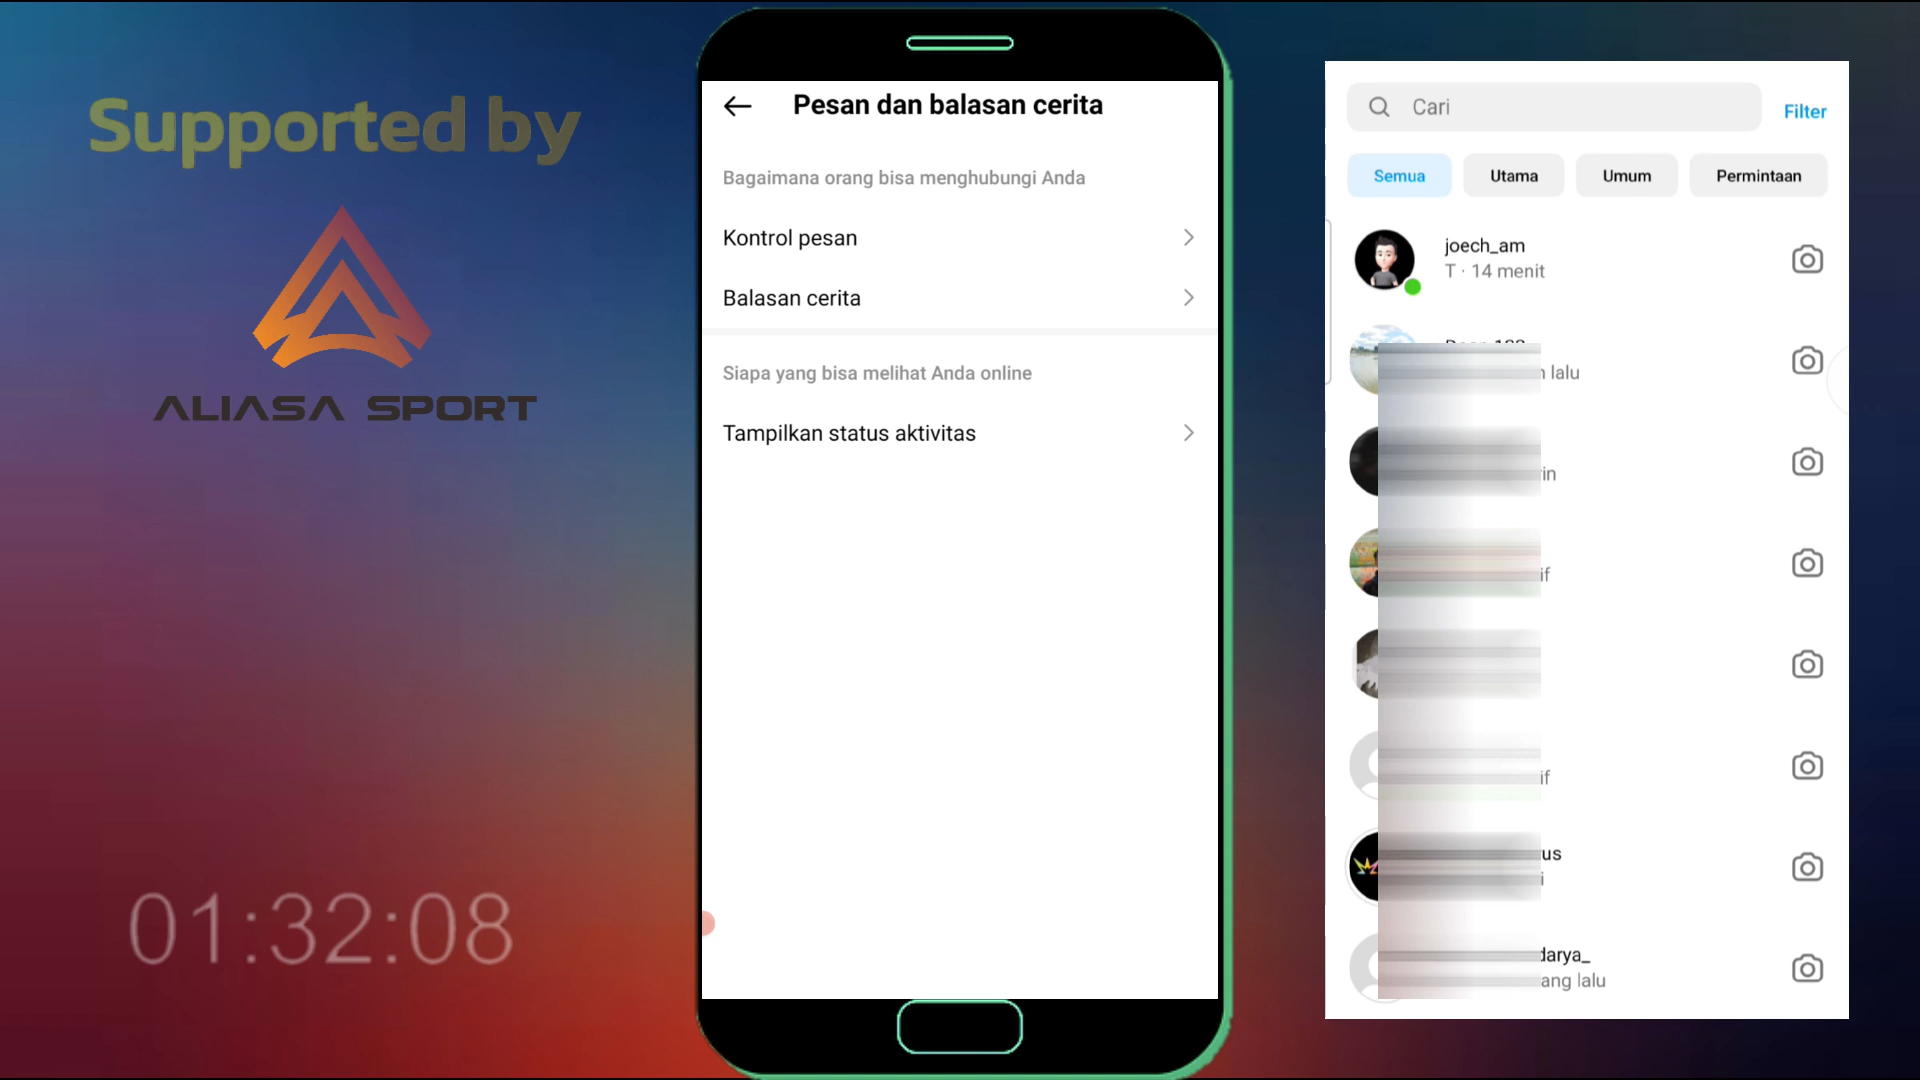 Supported by
ALIASA SPORT
01:32:08
Pesan dan balasan cerita
Bagaimana orang bisa menghubungi Anda
Kontrol pesan
Balasan cerita
Siapa yang bisa melihat Anda online
Tampilkan status aktivitas
Cari
Filter
Semua
Utama
Umum
Permintaan
joech_am
T · 14 menit
lalu
rin
if
if
us
i
darya_
ang lalu